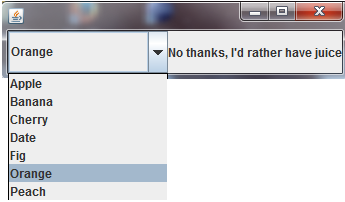 Orange No thanks, I'd rather have juice
Apple
Banana
Cherry
Date
Fig
Orange
Peach